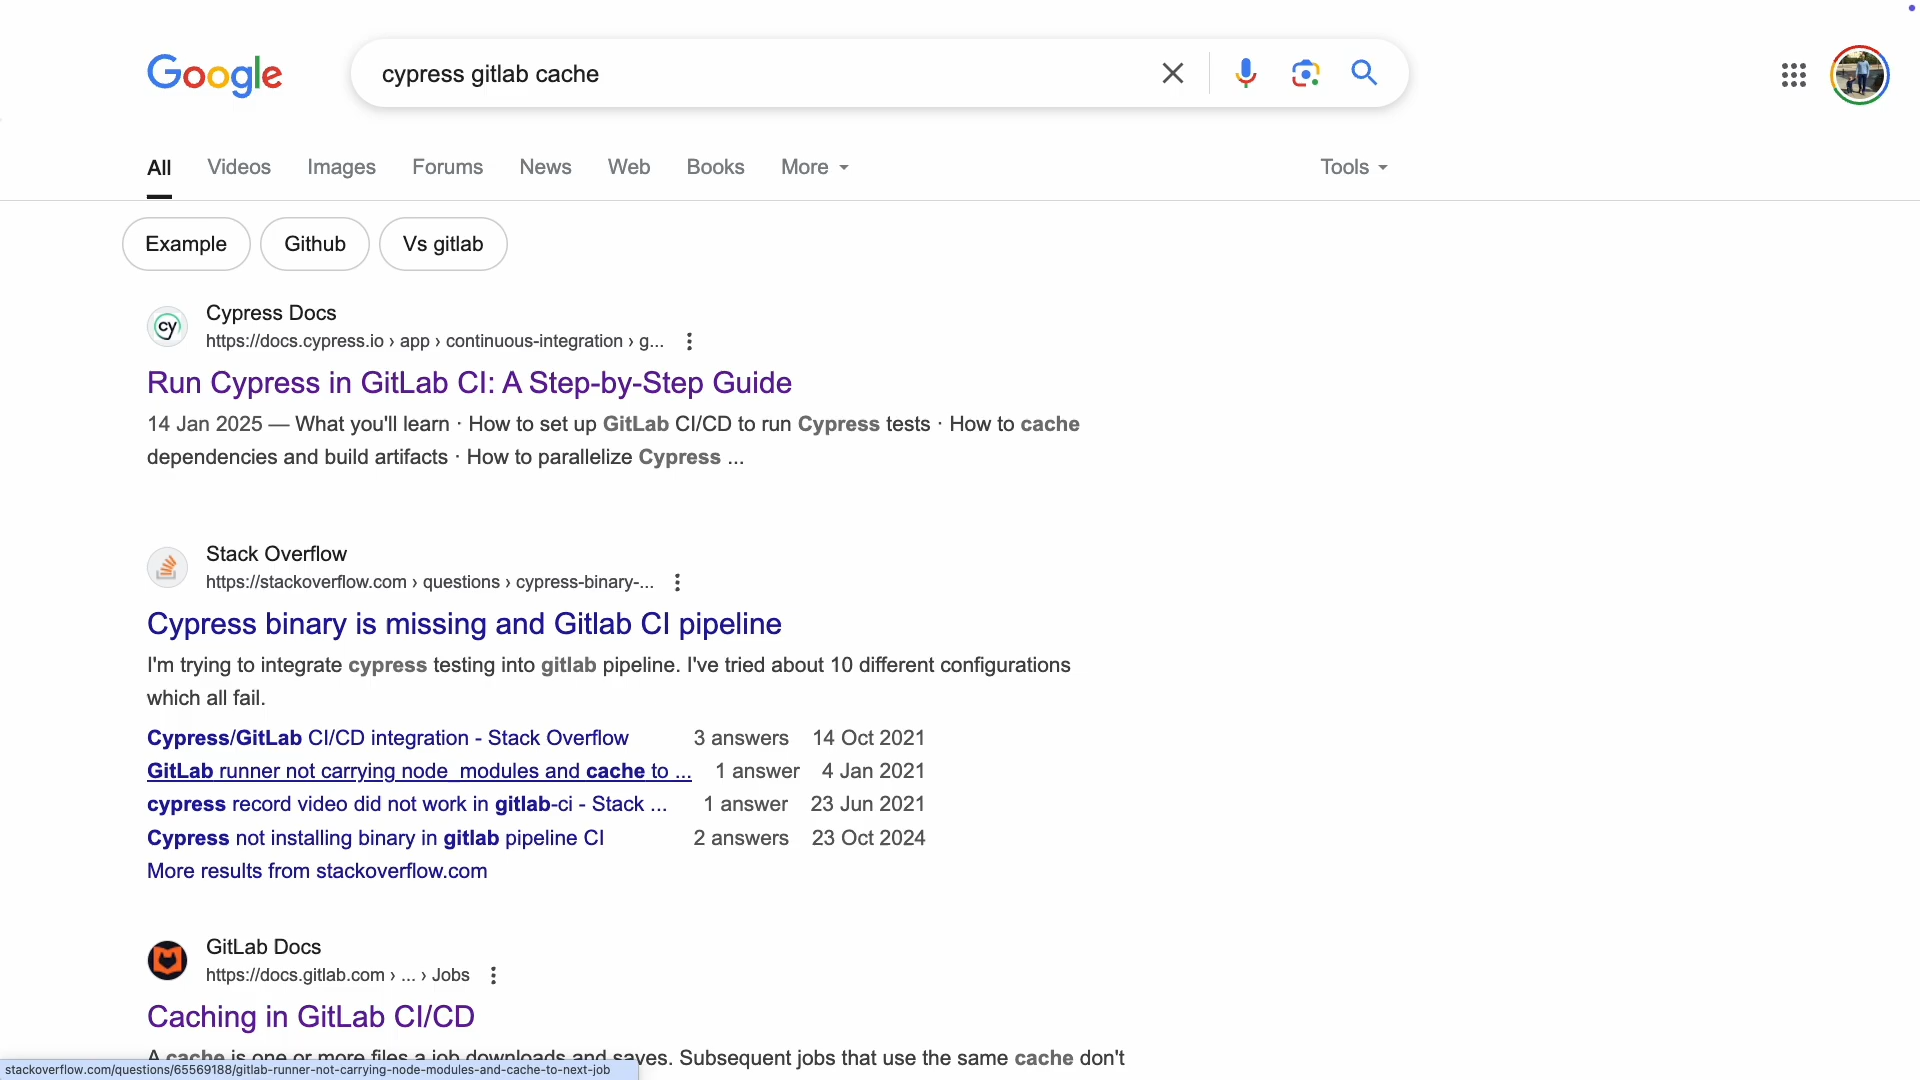 Google
cypress gitlab cache
All Videos Images Forums News Web Books More Tools
Example Github Vs gitlab
cy
Cypress Docs
https://docs.cypress.io › app › continuous-integration › g...
Run Cypress in GitLab CI: A Step-by-Step Guide
14 Jan 2025 — What you'll learn · How to set up GitLab CI/CD to run Cypress tests · How to cache
dependencies and build artifacts · How to parallelize Cypress ...
Stack Overflow
https://stackoverflow.com › questions › cypress-binary-...
Cypress binary is missing and Gitlab CI pipeline
I'm trying to integrate cypress testing into gitlab pipeline. I've tried about 10 different configurations
which all fail.
Cypress/GitLab CI/CD integration - Stack Overflow 3 answers 14 Oct 2021
GitLab runner not carrying node_modules and cache to ... 1 answer 4 Jan 2021
cypress record video did not work in gitlab-ci - Stack ... 1 answer 23 Jun 2021
Cypress not installing binary in gitlab pipeline CI 2 answers 23 Oct 2024
More results from stackoverflow.com
GitLab Docs
https://docs.gitlab.com › ... › Jobs
Caching in GitLab CI/CD
A cache is one or more files a job downloads and saves. Subsequent jobs that use the same cache don't
stackoverflow.com/questions/65569188/gitlab-runner-not-carrying-node-modules-and-cache-to-next-job